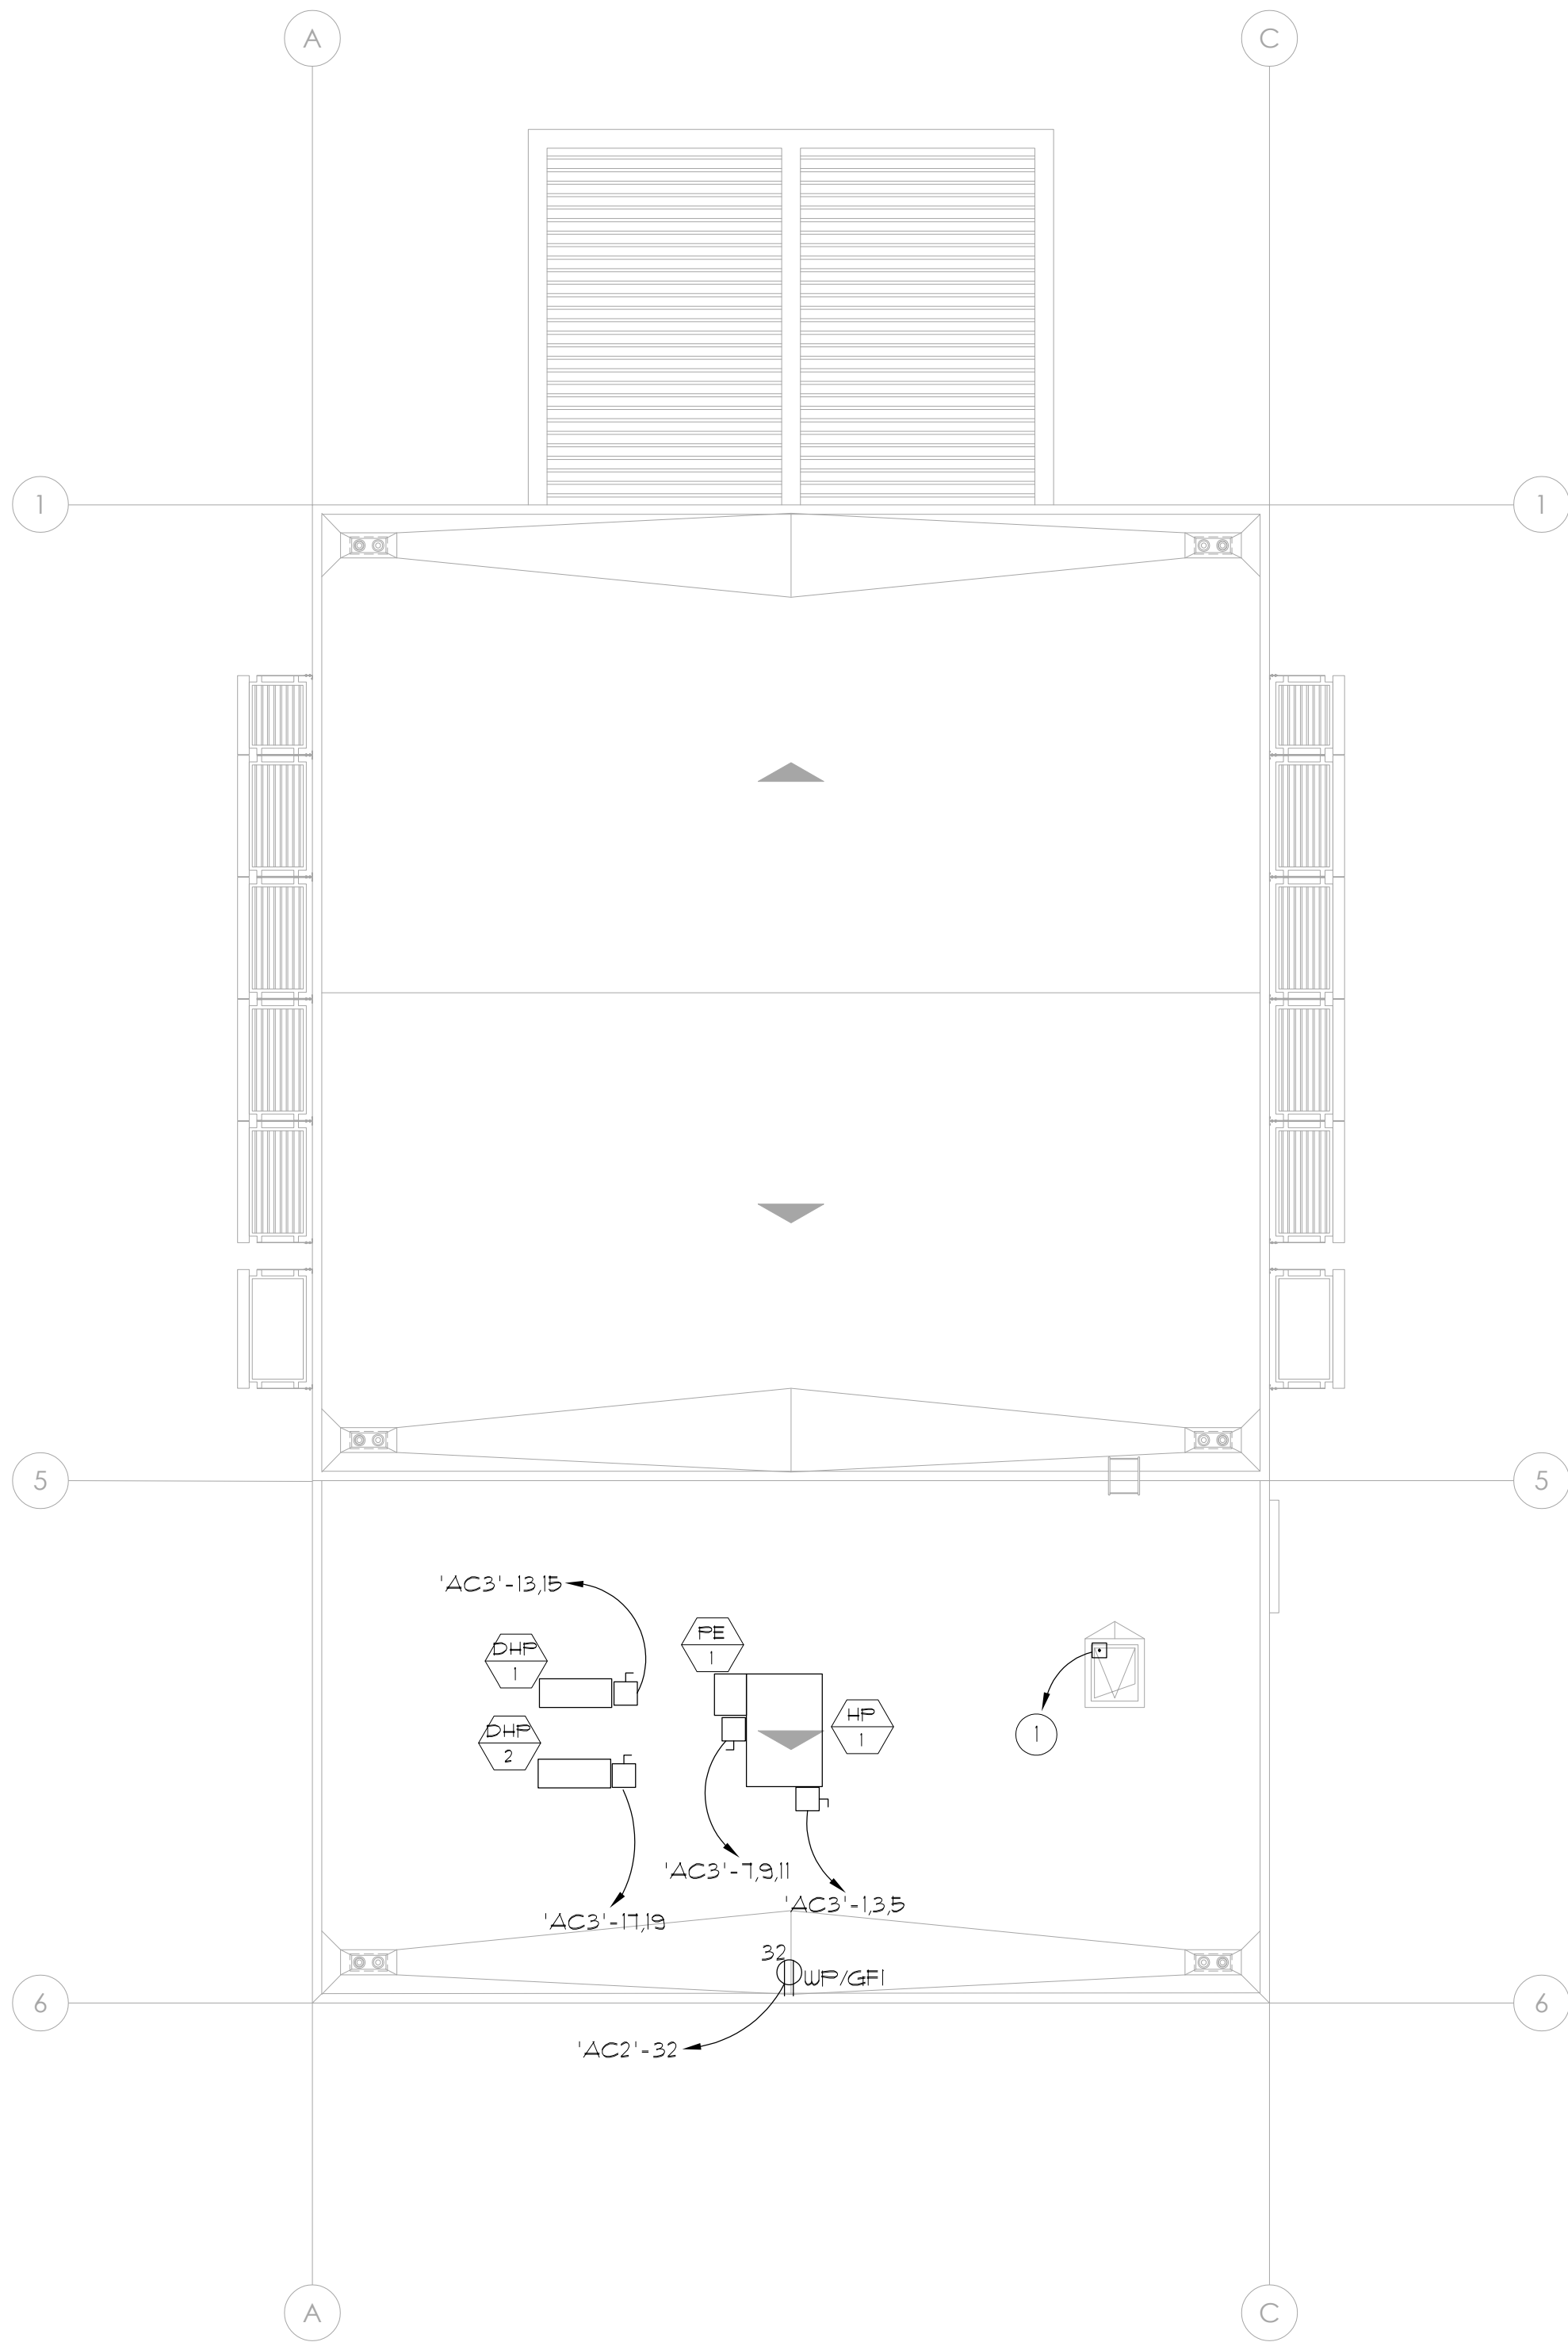 A
C
1
1
5
5
'AC3'-13,15
DHP
1
PE
1
HP
1
1
DHP
2
'AC3'-7,9,11
'AC3'-1,3,5
'AC3'-17,19
32
WP/GFI
6
6
'AC2'-32
A
C